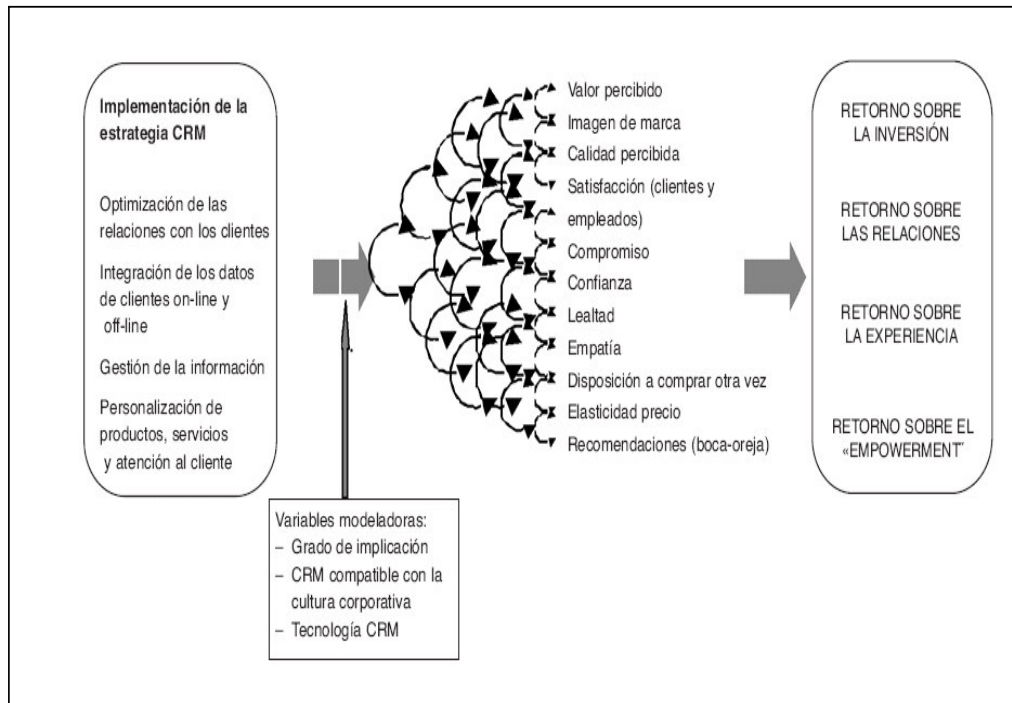 Implementación de la
estrategia CRM
Optimización de las
relaciones con los clientes
Integración de los datos
de clientes on-line y
off-line
Gestión de la información
Personalización de
productos, servicios
y atención al cliente
Variables modeladoras:
– Grado de implicación
– CRM compatible con la
cultura corporativa
– Tecnología CRM
Valor percibido
Imagen de marca
Calidad percibida
Satisfacción (clientes y
empleados)
Compromiso
Confianza
Lealtad
Empatía
Disposición a comprar otra vez
Elasticidad precio
Recomendaciones (boca-oreja)
RETORNO SOBRE
LA INVERSIÓN
RETORNO SOBRE
LAS RELACIONES
RETORNO SOBRE
LA EXPERIENCIA
RETORNO SOBRE EL
«EMPOWERMENT˝